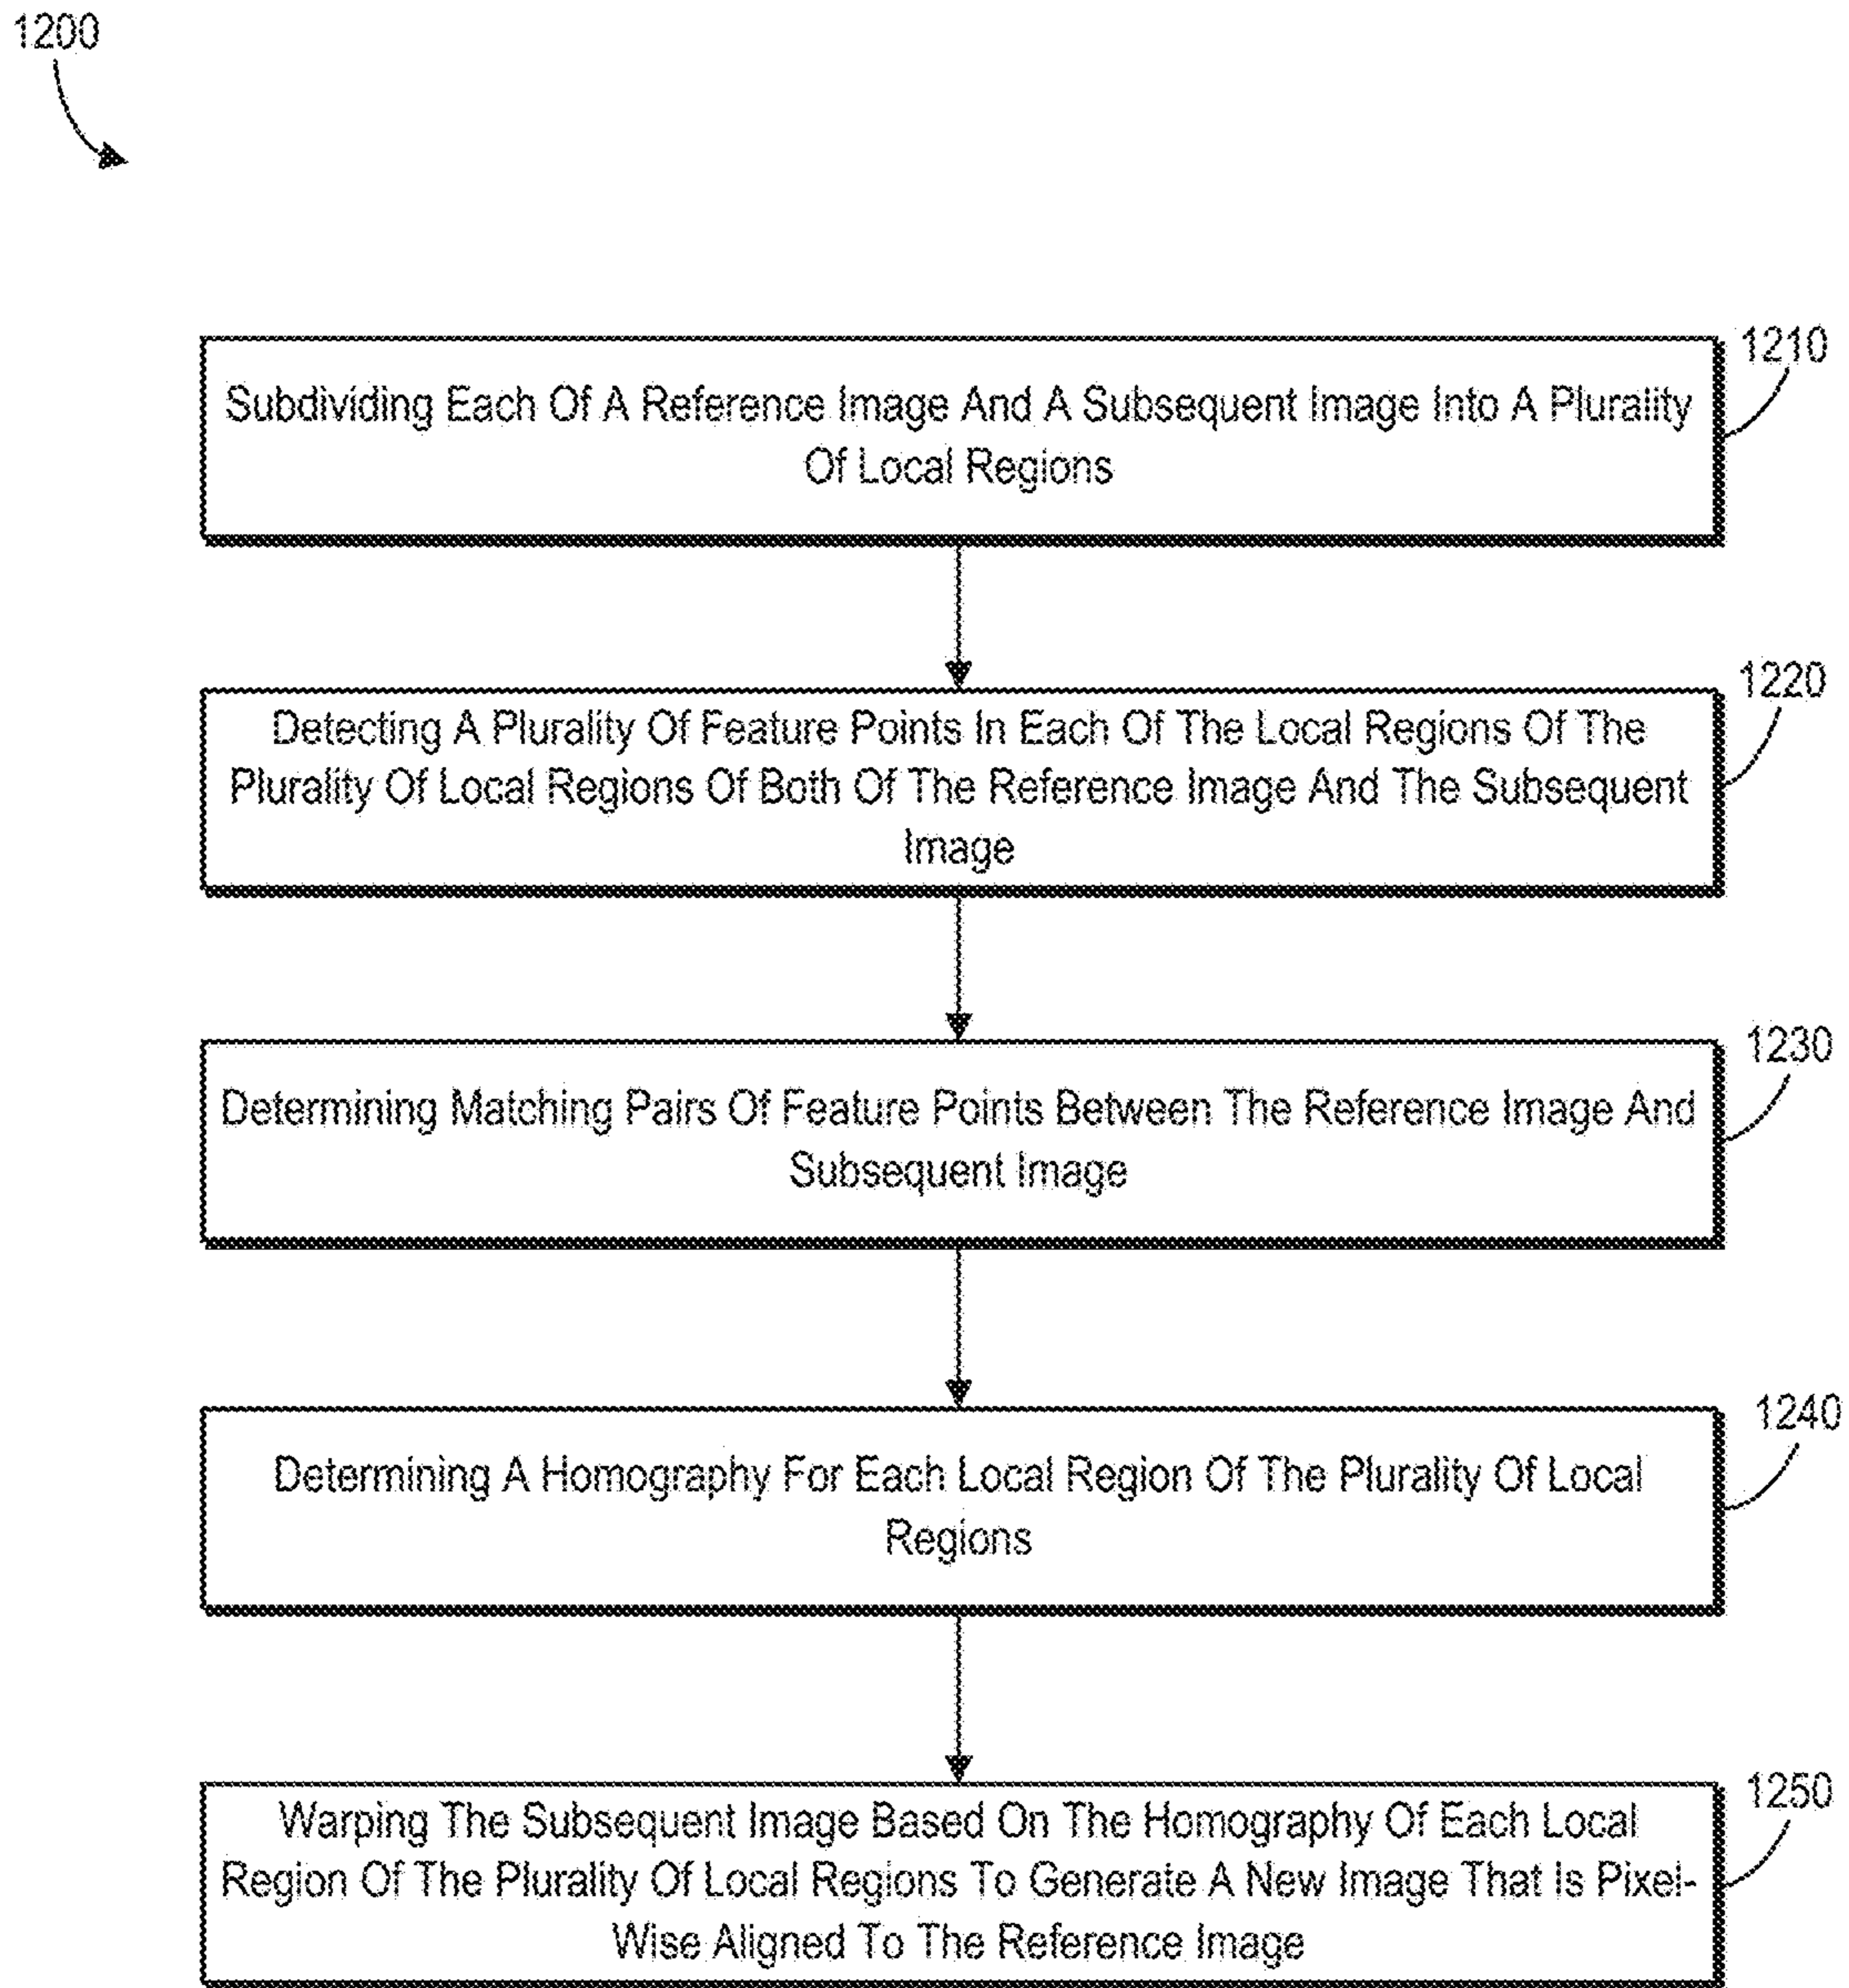 1200
1210
Subdividing Each Of A Reference Image And A Subsequent Image Into A Plurality
Of Local Regions
1220
Detecting A Plurality Of Feature Points In Each Of The Local Regions Of The
Plurality Of Local Regions Of Both Of The Reference Image And The Subsequent
Image
1230
Determining Matching Pairs Of Feature Points Between The Reference Image And
Subsequent Image
1240
Determining A Homography For Each Local Region Of The Plurality Of Local
Regions
1250
Warping The Subsequent Image Based On The Homography Of Each Local
Region Of The Plurality Of Local Regions To Generate A New Image That Is Pixel-
Wise Aligned To The Reference Image